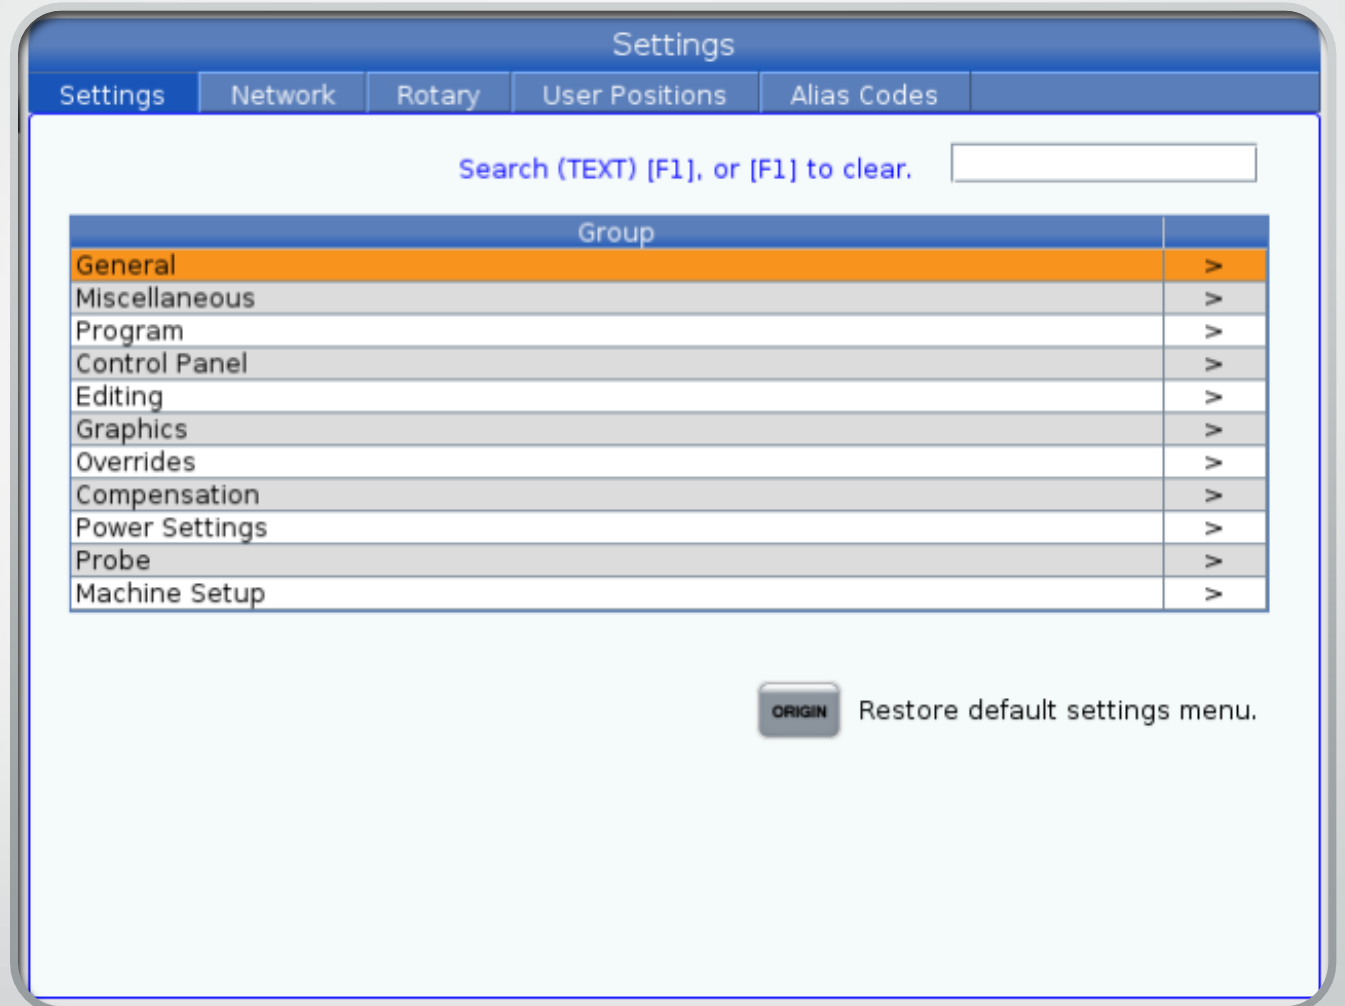 Settings
Settings Network Rotary User Positions Alias Codes
Search (TEXT) [F1], or [F1] to clear.
Group
General >
Miscellaneous >
Program >
Control Panel >
Editing >
Graphics >
Overrides >
Compensation >
Power Settings >
Probe >
Machine Setup >
ORIGIN Restore default settings menu.